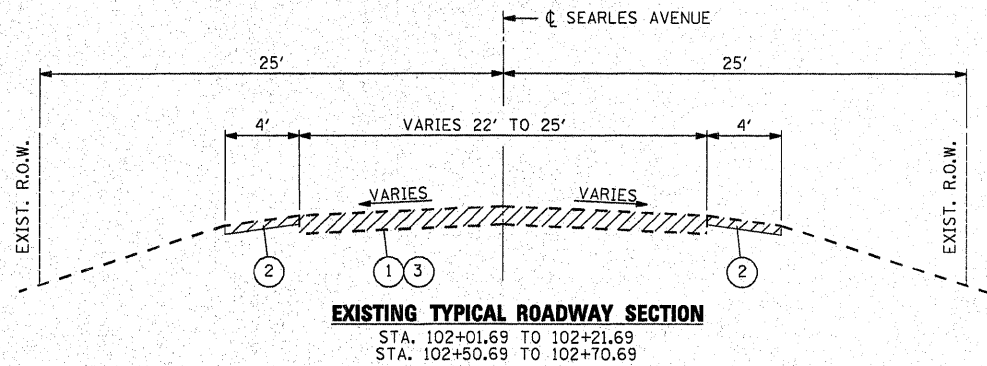 ℄ SEARLES AVENUE
25' 25'
4' VARIES 22' TO 25' 4'
EXIST. R.O.W.
EXIST. R.O.W.
VARIES VARIES
2 1 3 2
EXISTING TYPICAL ROADWAY SECTION
STA. 102+01.69 TO 102+21.69
STA. 102+50.69 TO 102+70.69